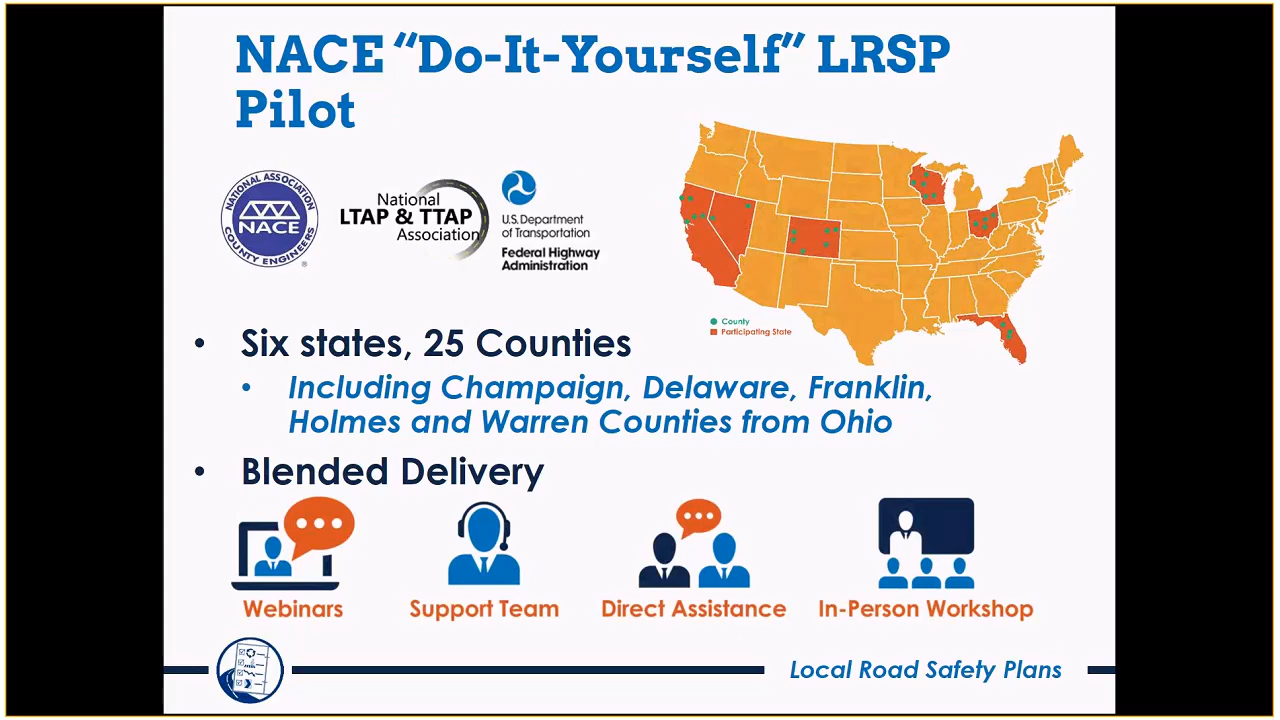 NACE “Do-It-Yourself” LRSP
Pilot
NATIONAL ASSOCIATION
NACE
COUNTY ENGINEERS
®
National
LTAP & TTAP
Association
U.S. Department
of Transportation
Federal Highway
Administration
County
Participating State
• Six states, 25 Counties
• Including Champaign, Delaware, Franklin,
Holmes and Warren Counties from Ohio
• Blended Delivery
Webinars
Support Team
Direct Assistance
In-Person Workshop
Local Road Safety Plans